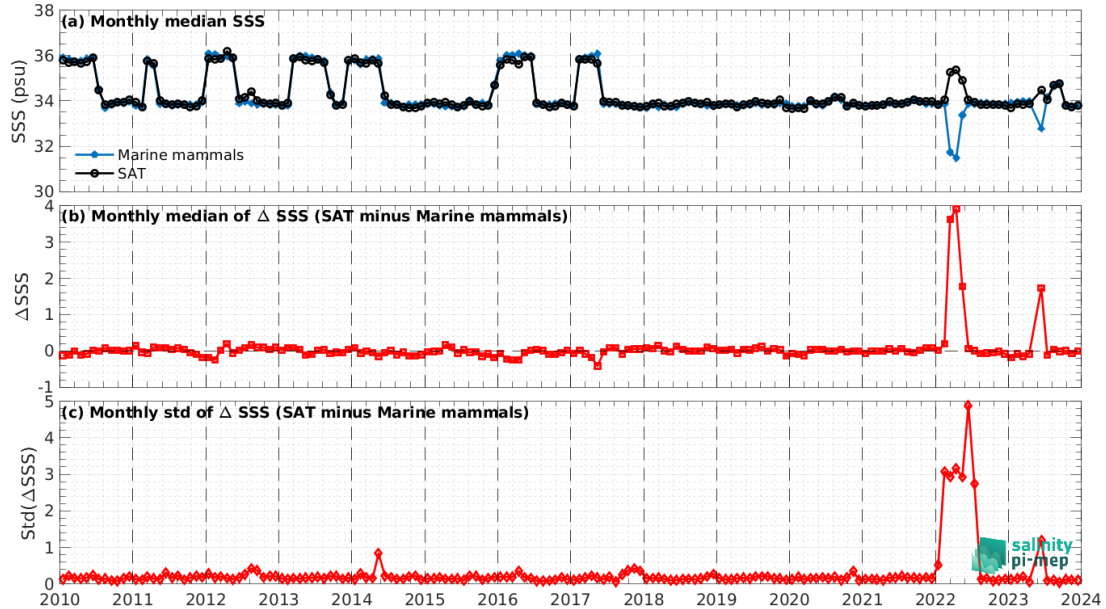 (a) Monthly median SSS
38
36
34
32
30
SSS (psu)
Marine mammals
SAT
(b) Monthly median of Δ SSS (SAT minus Marine mammals)
4
3
2
1
0
-1
ΔSSS
(c) Monthly std of Δ SSS (SAT minus Marine mammals)
5
4
3
2
1
0
Std(ΔSSS)
salinity
pi-mep
2010 2011 2012 2013 2014 2015 2016 2017 2018 2019 2020 2021 2022 2023 2024